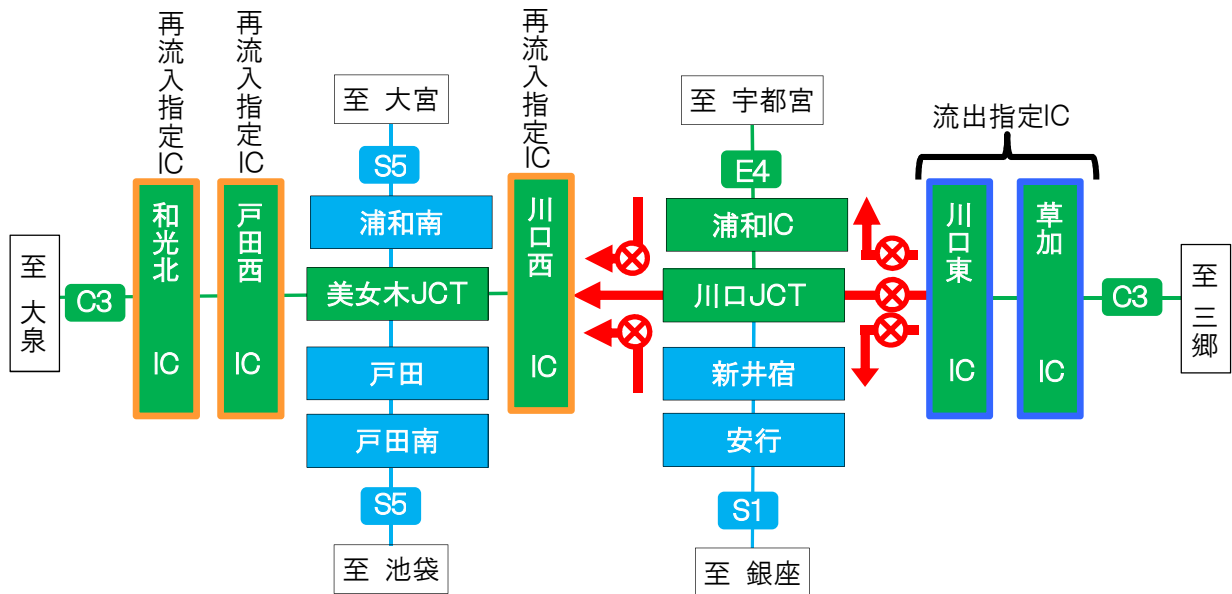 再流入指定IC
再流入指定IC
再流入指定IC
流出指定IC
至 大宮
至 宇都宮
S5
E4
和光北 IC
戸田西 IC
浦和南
川口西 IC
浦和IC
川口東 IC
草加 IC
至 大泉
C3
美女木JCT
川口JCT
C3
至 三郷
戸田
新井宿
戸田南
安行
S5
S1
至 池袋
至 銀座